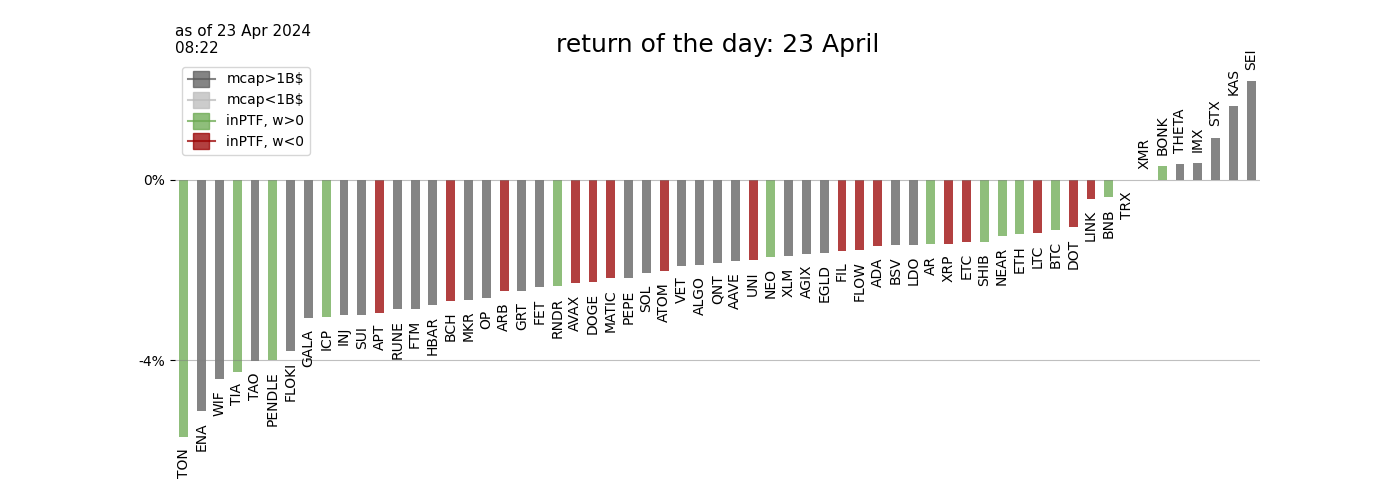 as of 23 Apr 2024
08:22
return of the day: 23 April
mcap>1B$
mcap<1B$
inPTF, w>0
inPTF, w<0
0%
-4%
TON
ENA
WIF
TIA
TAO
PENDLE
FLOKI
GALA
ICP
INJ
SUI
APT
RUNE
FTM
HBAR
BCH
MKR
OP
ARB
GRT
FET
RNDR
AVAX
DOGE
MATIC
PEPE
SOL
ATOM
VET
ALGO
QNT
AAVE
UNI
NEO
XLM
AGIX
EGLD
FIL
FLOW
ADA
BSV
LDO
AR
XRP
ETC
SHIB
NEAR
ETH
LTC
BTC
DOT
LINK
BNB
TRX
XMR
BONK
THETA
IMX
STX
KAS
SEI